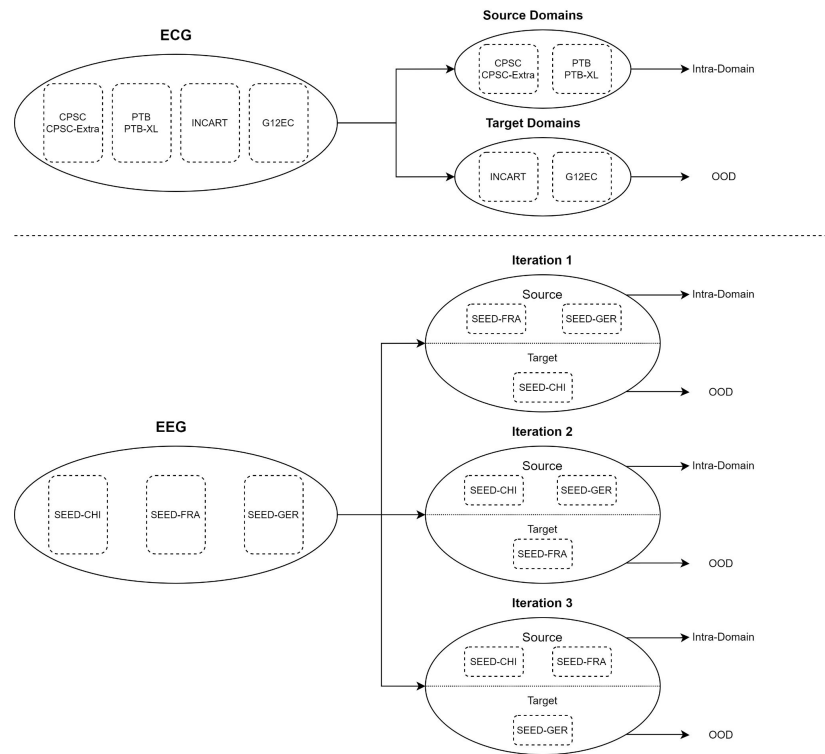 ECG
CPSC
CPSC-Extra
PTB
PTB-XL
INCART
G12EC
Source Domains
CPSC
CPSC-Extra
PTB
PTB-XL
Intra-Domain
Target Domains
INCART
G12EC
OOD
EEG
SEED-CHI
SEED-FRA
SEED-GER
Iteration 1
Source
SEED-FRA
SEED-GER
Intra-Domain
Target
SEED-CHI
OOD
Iteration 2
Source
SEED-CHI
SEED-GER
Intra-Domain
Target
SEED-FRA
OOD
Iteration 3
Source
SEED-CHI
SEED-FRA
Intra-Domain
Target
SEED-GER
OOD